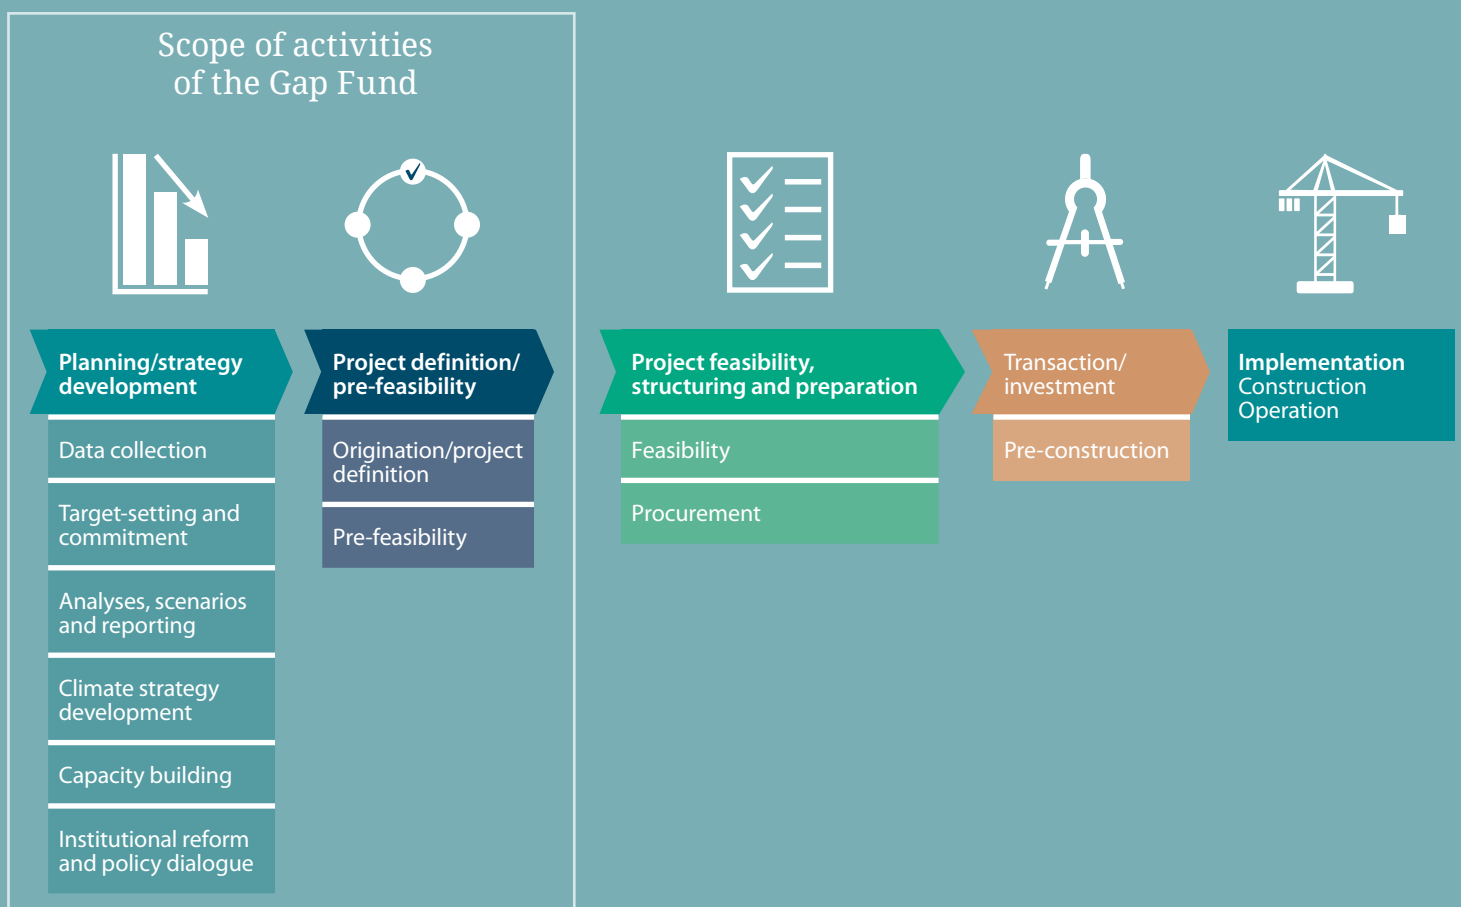 Scope of activities
of the Gap Fund
Planning/strategy
development
Data collection
Target-setting and
commitment
Analyses, scenarios
and reporting
Climate strategy
development
Capacity building
Institutional reform
and policy dialogue
Project definition/
pre-feasibility
Origination/project
definition
Pre-feasibility
Project feasibility,
structuring and preparation
Feasibility
Procurement
Transaction/
investment
Pre-construction
Implementation
Construction
Operation